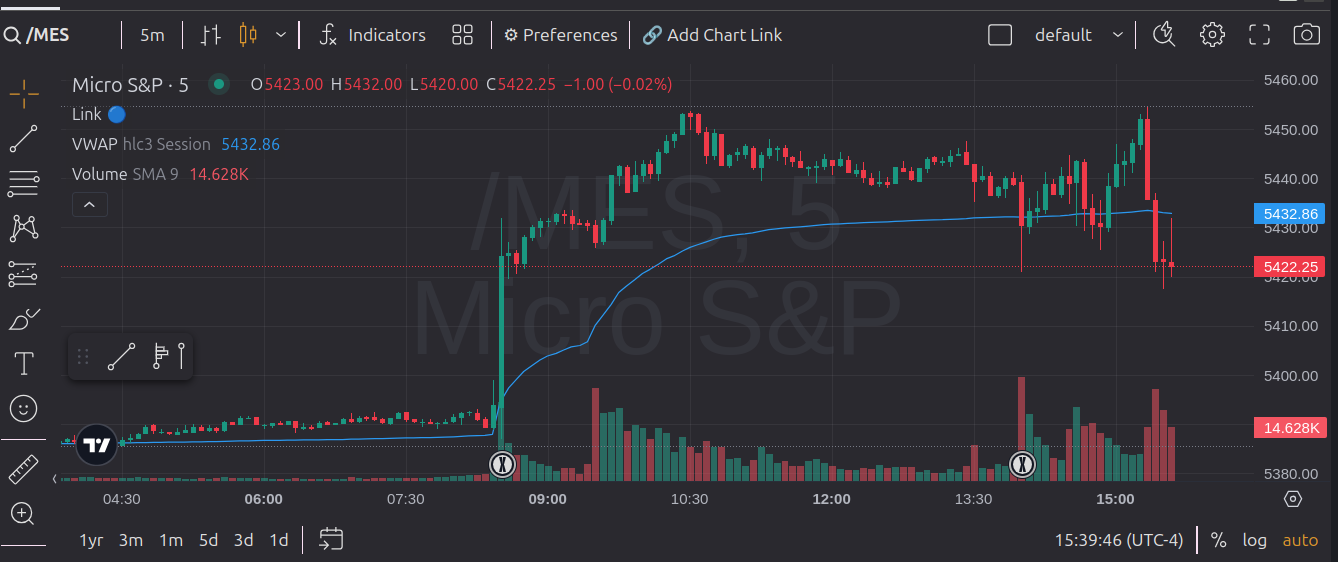 /MES 5m Indicators Preferences Add Chart Link default
Micro S&P · 5 O5423.00 H5432.00 L5420.00 C5422.25 −1.00 (−0.02%)
Link
VWAP hlc3 Session 5432.86
Volume SMA 9 14.628K
/MES, 5
Micro S&P
5460.00
5450.00
5440.00
5432.86
5430.00
5422.25
5420.00
5410.00
5400.00
14.628K
5380.00
04:30 06:00 07:30 09:00 10:30 12:00 13:30 15:00
1yr 3m 1m 5d 3d 1d 15:39:46 (UTC-4) % log auto